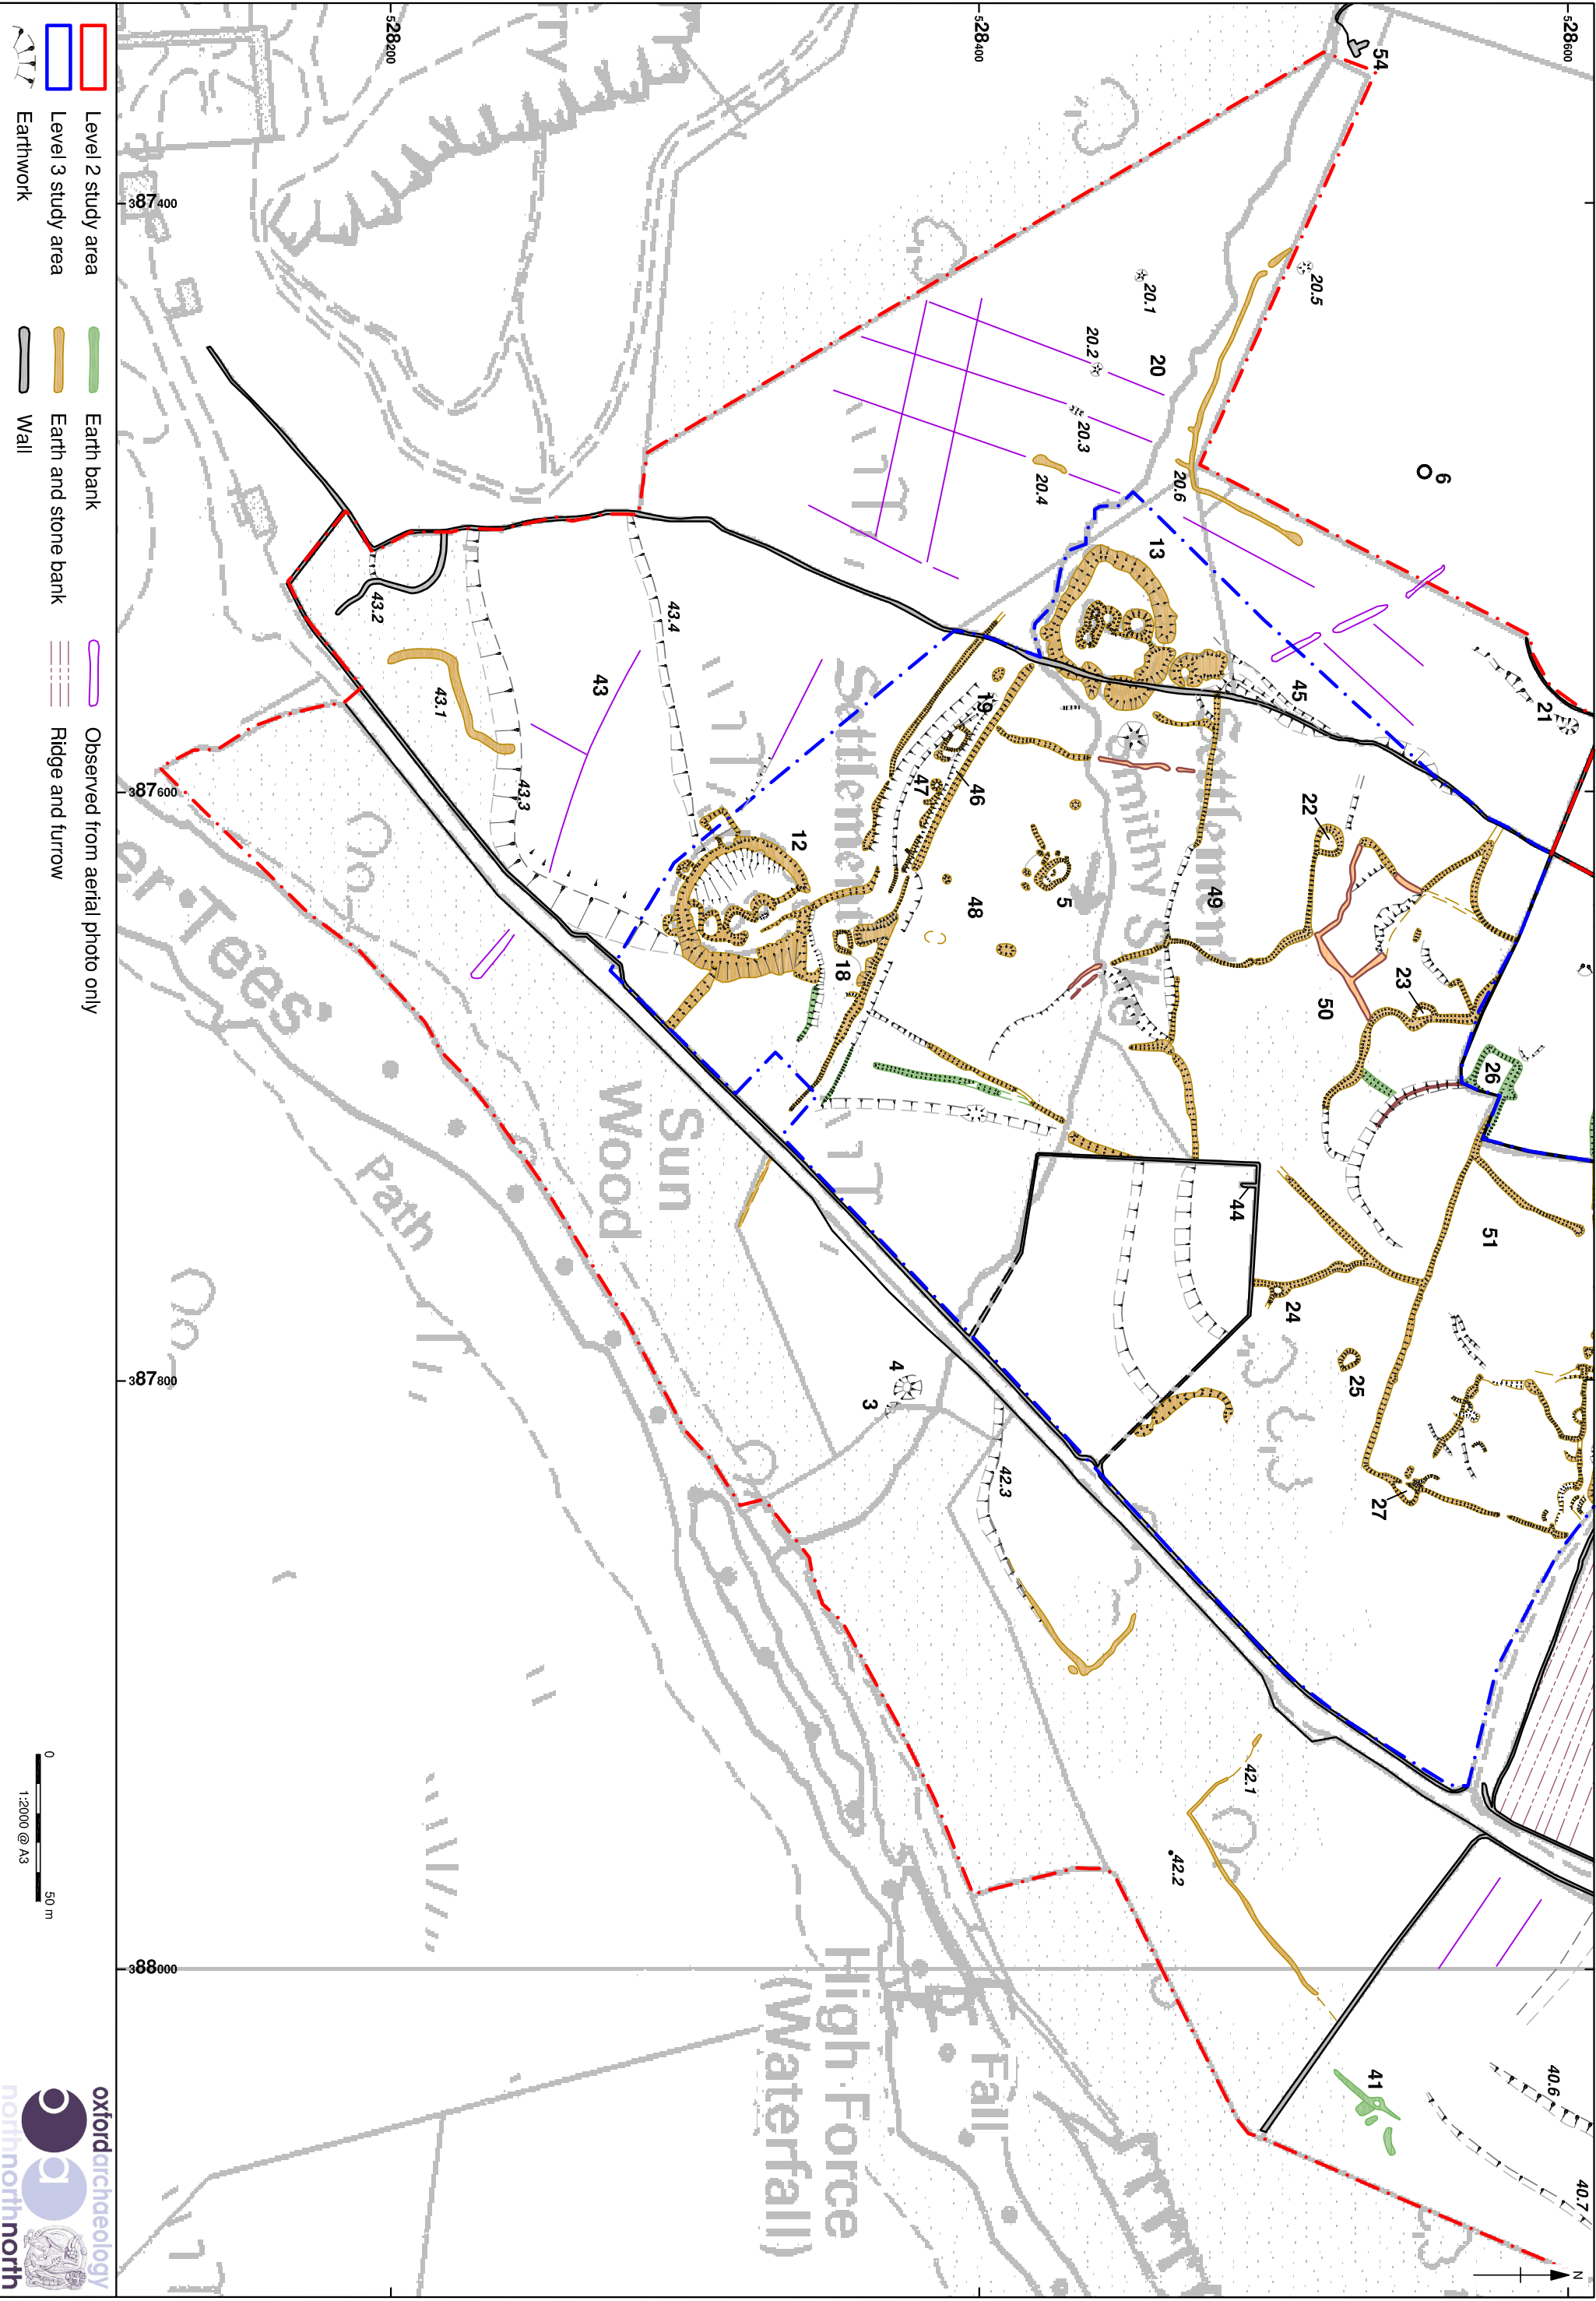 54
20.5
20.1
20.2
20
20.3
20.4
20.6
6
13
21
45
19
46
47
22
12
5
48
49
18
50
23
26
51
24
25
27
44
43
43.1
43.2
43.3
43.4
4
3
42.3
42.1
42.2
41
40.6
40.7
Settlement
Settlement
Smithy Sike
Sun
Wood
Path
er Tees
High Force
(Waterfall)
Fall
528600
528400
528200
387400
387600
387800
388000
N
Level 2 study area
Level 3 study area
Earthwork
Earth bank
Earth and stone bank
Wall
Observed from aerial photo only
Ridge and furrow
0
50 m
1:2000 @ A3
oxfordarchaeology
northnorthnorth